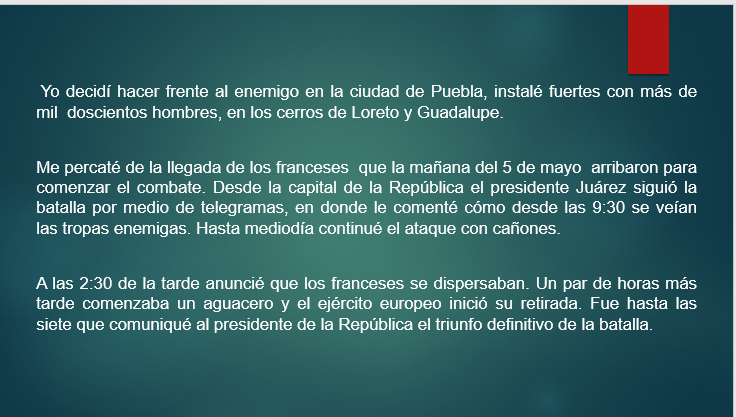 Yo decidí hacer frente al enemigo en la ciudad de Puebla, instalé fuertes con más de
mil doscientos hombres, en los cerros de Loreto y Guadalupe.
Me percaté de la llegada de los franceses que la mañana del 5 de mayo arribaron para
comenzar el combate. Desde la capital de la República el presidente Juárez siguió la
batalla por medio de telegramas, en donde le comenté cómo desde las 9:30 se veían
las tropas enemigas. Hasta mediodía continué el ataque con cañones.
A las 2:30 de la tarde anuncié que los franceses se dispersaban. Un par de horas más
tarde comenzaba un aguacero y el ejército europeo inició su retirada. Fue hasta las
siete que comuniqué al presidente de la República el triunfo definitivo de la batalla.